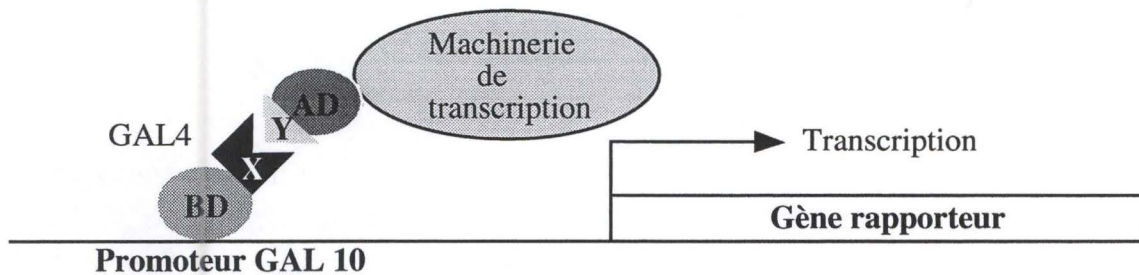 Machinerie
de
transcription
AD
Y
GAL4
X
BD
Transcription
Gène rapporteur
Promoteur GAL 10